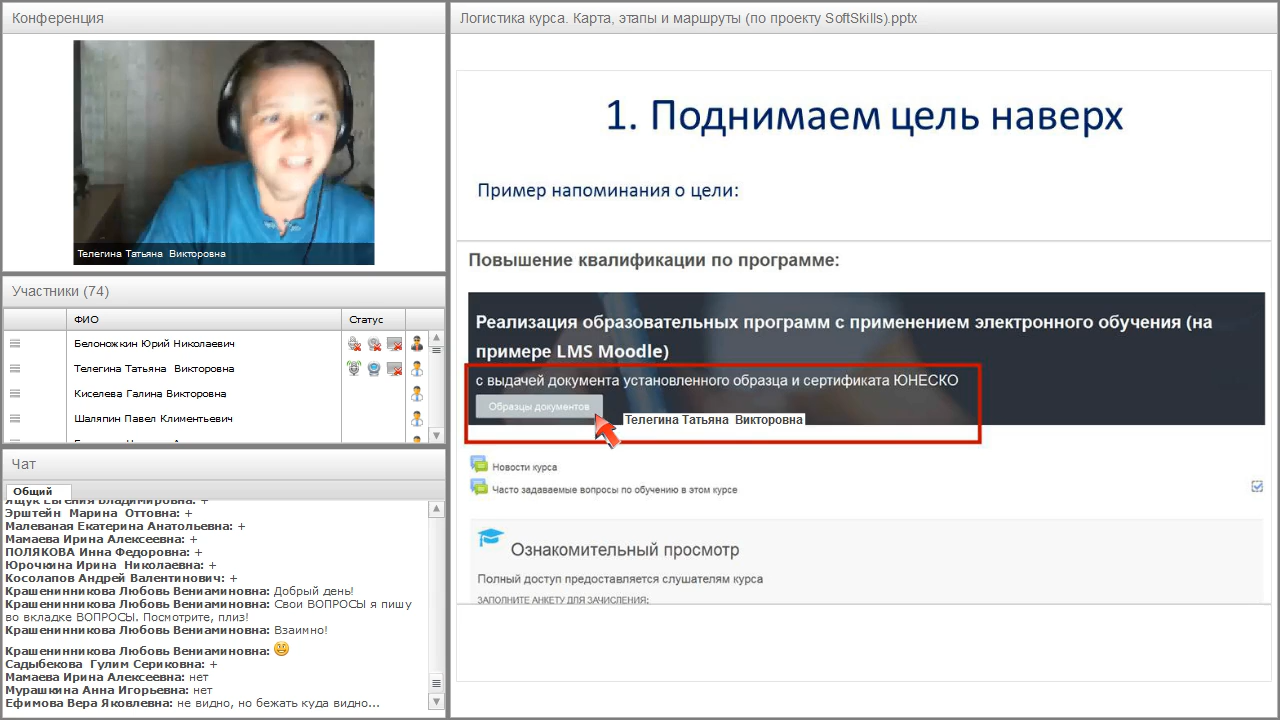 Конференция
Телегина Татьяна Викторовна
Участники (74)
ФИО Статус
Белоножкин Юрий Николаевич
Телегина Татьяна Викторовна
Киселева Галина Викторовна
Шаляпин Павел Климентьевич
Чат
Общий
Ящук Евгения Владимировна: +
Эрштейн Марина Оттовна: +
Малеваная Екатерина Анатольевна: +
Мамаева Ирина Алексеевна: +
ПОЛЯКОВА Инна Федоровна: +
Юрочкина Ирина Николаевна: +
Косолапов Андрей Валентинович: +
Крашенинникова Любовь Вениаминовна: Добрый день!
Крашенинникова Любовь Вениаминовна: Свои ВОПРОСЫ я пишу
во вкладке ВОПРОСЫ. Посмотрите, плиз!
Крашенинникова Любовь Вениаминовна: Взаимно!
Крашенинникова Любовь Вениаминовна:
Садыбекова Гулим Сериковна: +
Мамаева Ирина Алексеевна: нет
Мурашкина Анна Игорьевна: нет
Ефимова Вера Яковлевна: не видно, но бежать куда видно...
Логистика курса. Карта, этапы и маршруты (по проекту SoftSkills).pptx
1. Поднимаем цель наверх
Пример напоминания о цели:
Повышение квалификации по программе:
Реализация образовательных программ с применением электронного обучения (на
примере LMS Moodle)
с выдачей документа установленного образца и сертификата ЮНЕСКО
Образцы документов
Телегина Татьяна Викторовна
Новости курса
Часто задаваемые вопросы по обучению в этом курсе
Ознакомительный просмотр
Полный доступ предоставляется слушателям курса
ЗАПОЛНИТЕ АНКЕТУ ДЛЯ ЗАЧИСЛЕНИЯ: